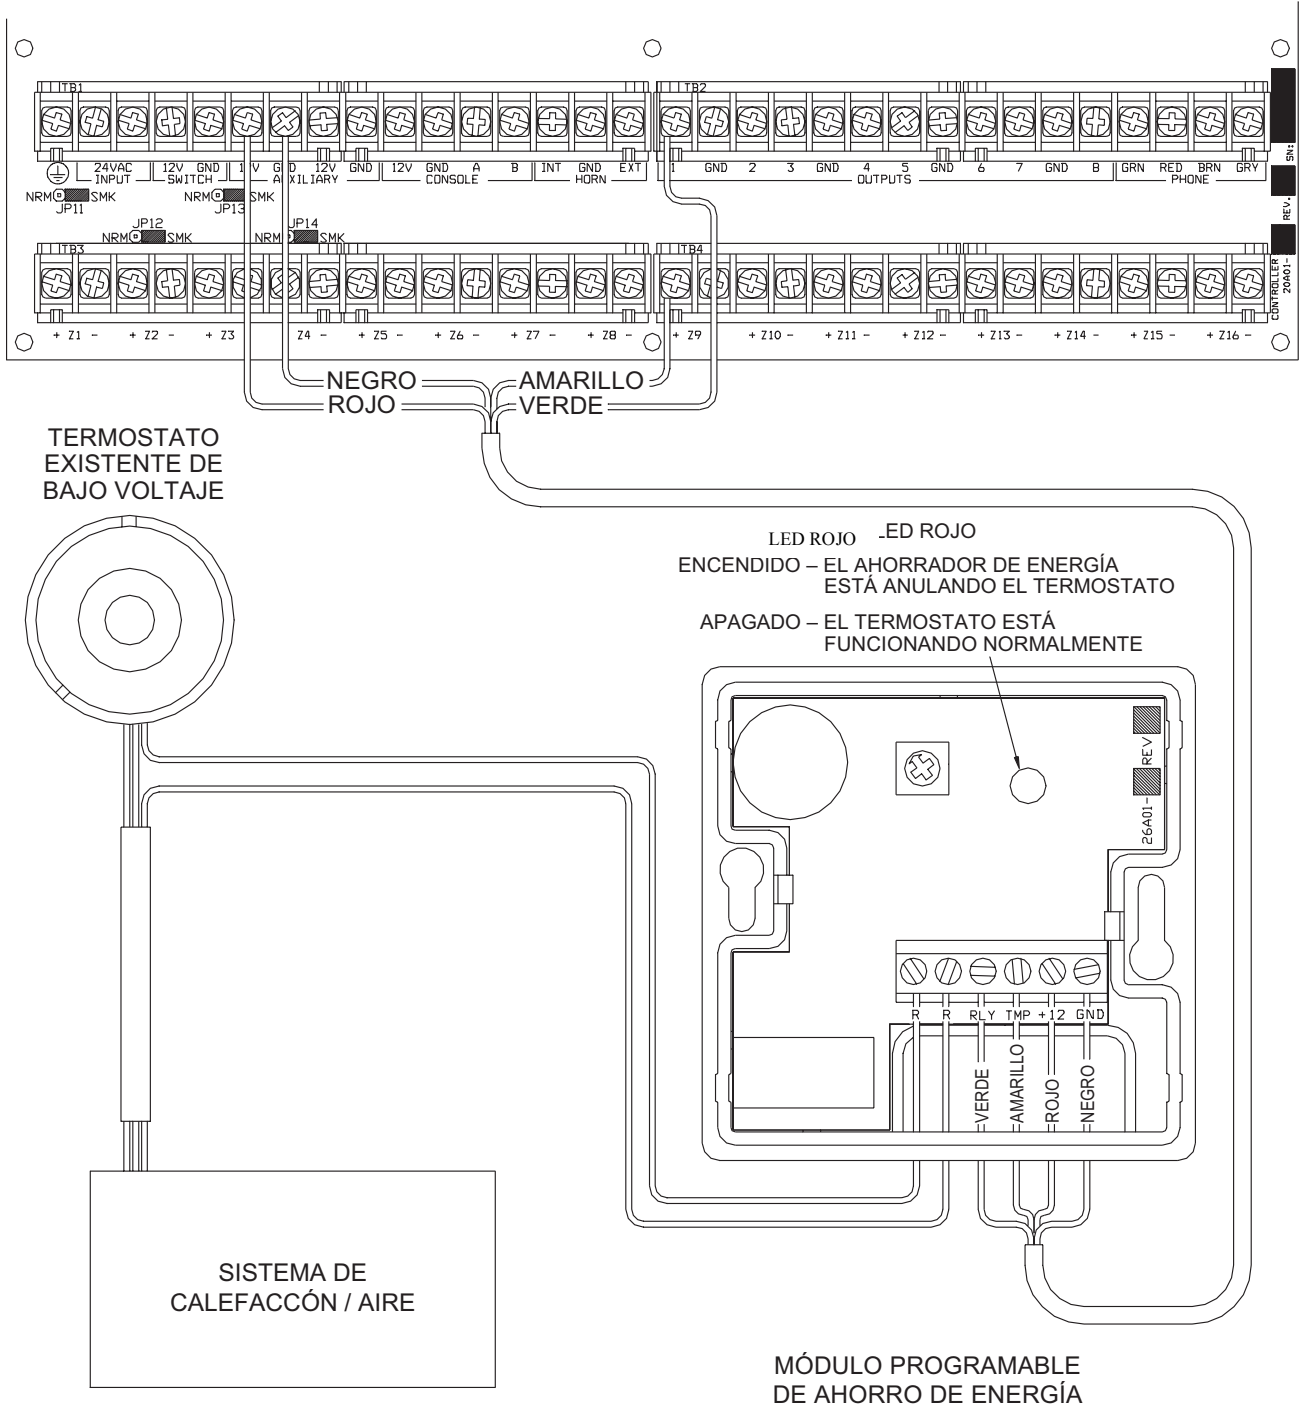 TB1 TB2
24VAC 12V GND GND 12V GND 12V GND A B INT GND EXT 1 GND 2 3 GND 4 5 GND 6 7 GND B GRN RED BRN GRY
INPUT SWITCH AUXILIARY CONSOLE HORN OUTPUTS PHONE
NRM SMK NRM SMK
JP11 JP13
JP12 JP14
NRM SMK NRM SMK
TB3 TB4
SN:
REV.
CONTROLLER
20A01-
+ Z1 - + Z2 - + Z3 Z4 - + Z5 - + Z6 - + Z7 - + Z8 - + Z9 + Z10 - + Z11 - + Z12 - + Z13 - + Z14 - + Z15 - + Z16 -
NEGRO AMARILLO
ROJO VERDE
TERMOSTATO
EXISTENTE DE
BAJO VOLTAJE
LED ROJO LED ROJO
ENCENDIDO – EL AHORRADOR DE ENERGÍA
ESTÁ ANULANDO EL TERMOSTATO
APAGADO – EL TERMOSTATO ESTÁ
FUNCIONANDO NORMALMENTE
26A01- REV
R R RLY TMP +12 GND
VERDE
AMARILLO
ROJO
NEGRO
SISTEMA DE
CALEFACCÓN / AIRE
MÓDULO PROGRAMABLE
DE AHORRO DE ENERGÍA